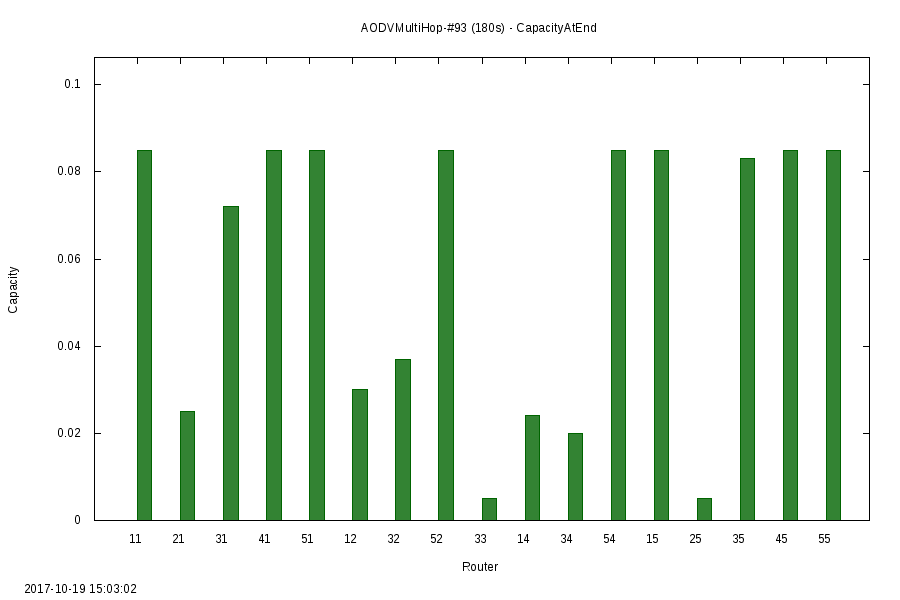 AODVMultiHop-#93 (180s) - CapacityAtEnd
0.1
0.08
0.06
0.04
0.02
0
Capacity
11 21 31 41 51 12 32 52 33 14 34 54 15 25 35 45 55
Router
2017-10-19 15:03:02